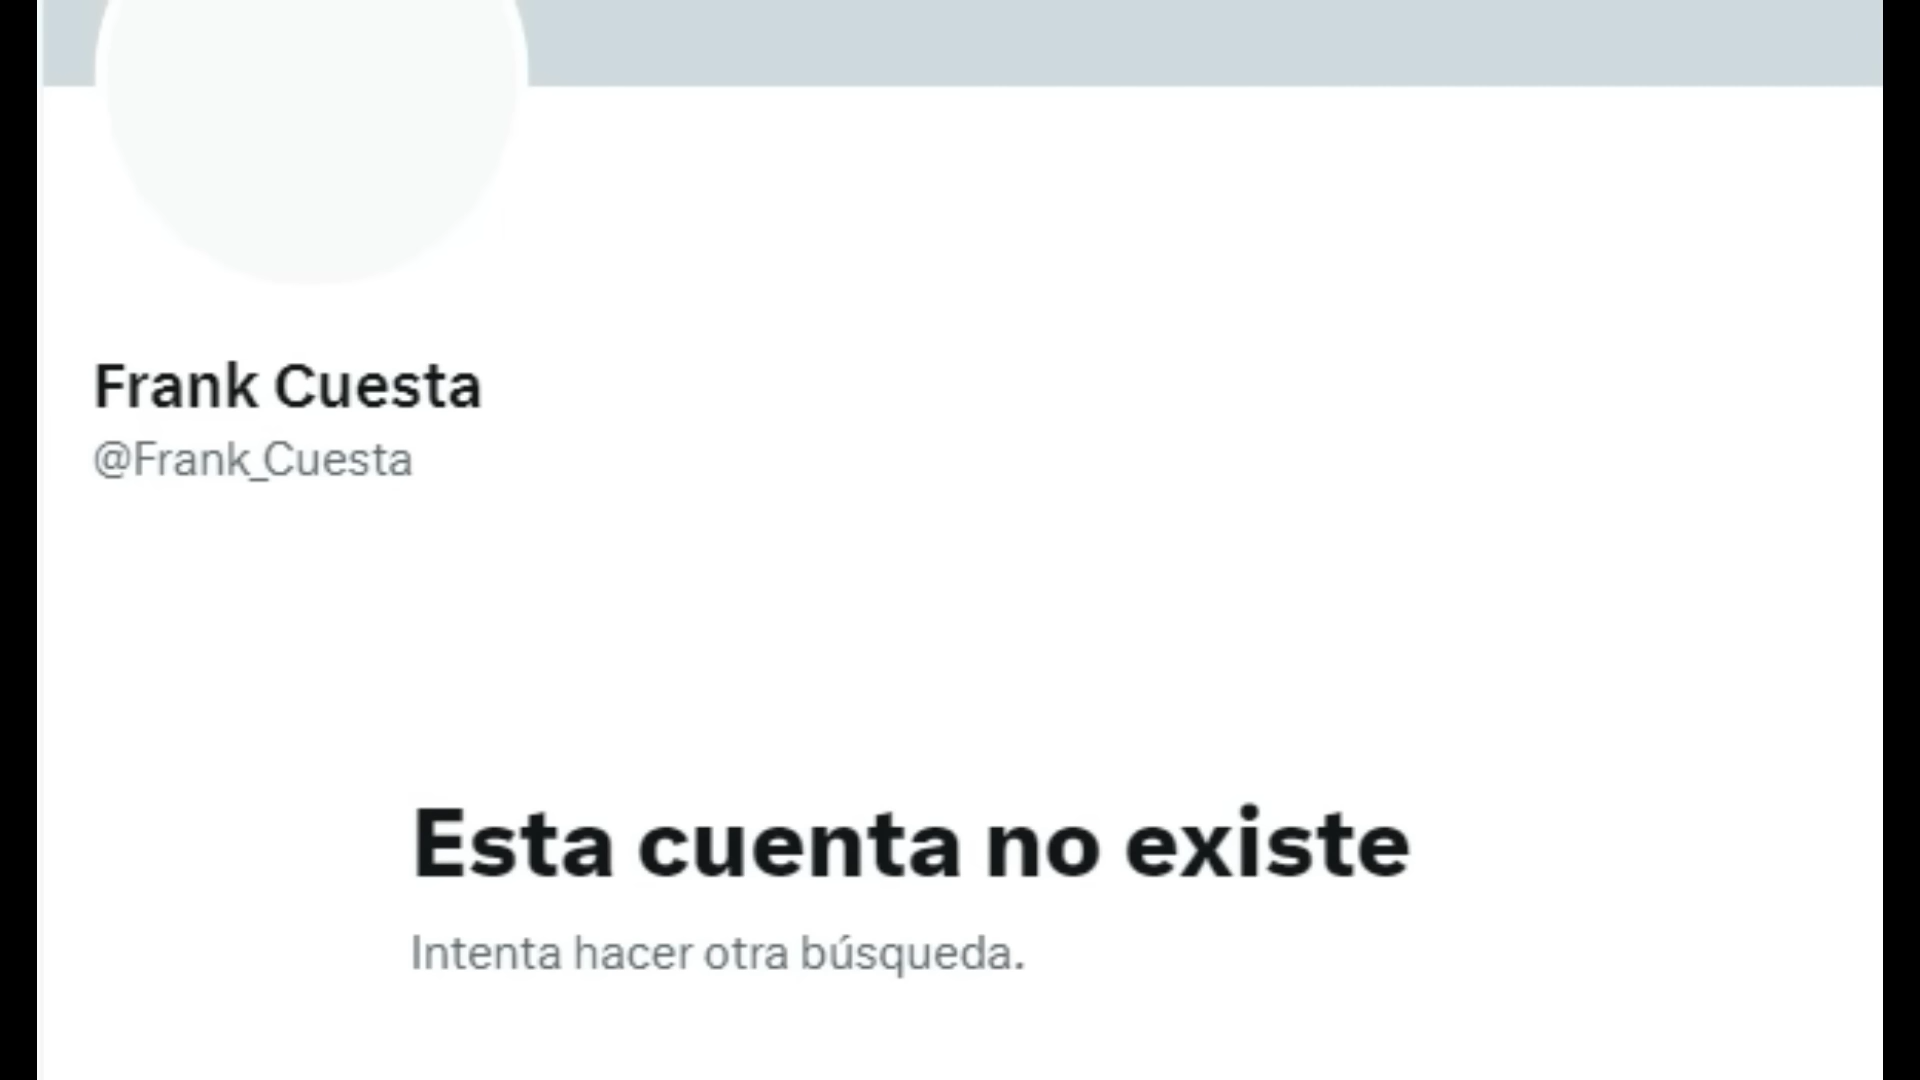 Frank Cuesta
@Frank_Cuesta
Esta cuenta no existe
Intenta hacer otra búsqueda.